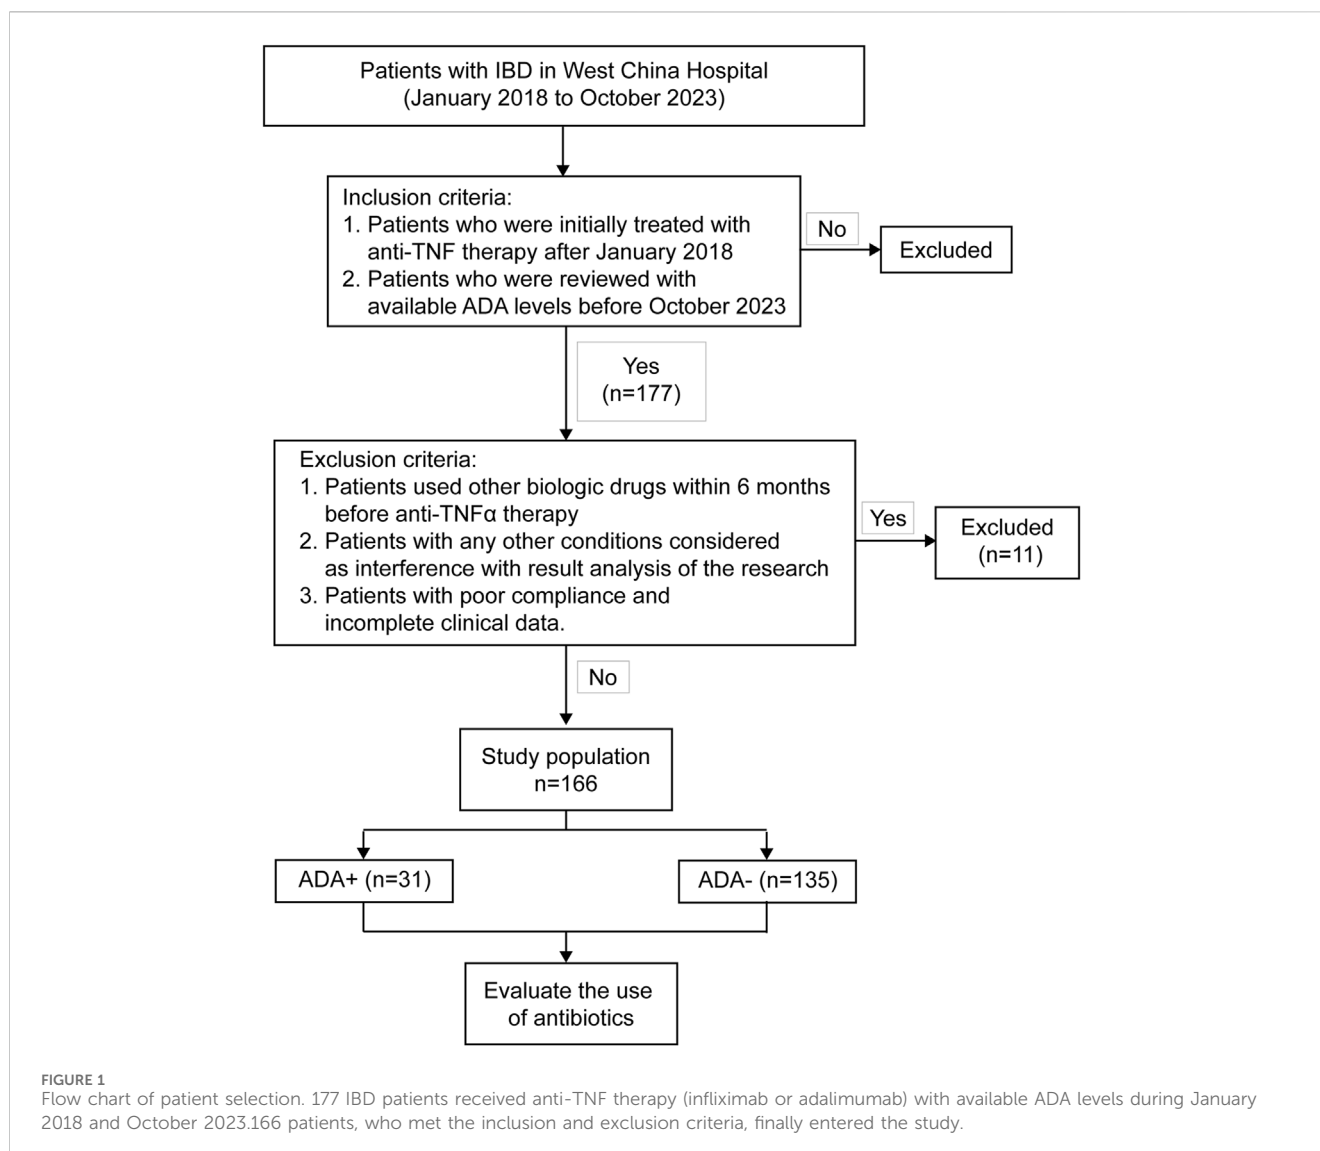 Patients with IBD in West China Hospital
(January 2018 to October 2023)
Inclusion criteria:
1. Patients who were initially treated with
anti-TNF therapy after January 2018
2. Patients who were reviewed with
available ADA levels before October 2023
No
Excluded
Yes
(n=177)
Exclusion criteria:
1. Patients used other biologic drugs within 6 months
before anti-TNFα therapy
2. Patients with any other conditions considered
as interference with result analysis of the research
3. Patients with poor compliance and
incomplete clinical data.
Yes
Excluded
(n=11)
No
Study population
n=166
ADA+ (n=31)
ADA- (n=135)
Evaluate the use
of antibiotics
FIGURE 1
Flow chart of patient selection. 177 IBD patients received anti-TNF therapy (infliximab or adalimumab) with available ADA levels during January
2018 and October 2023.166 patients, who met the inclusion and exclusion criteria, finally entered the study.